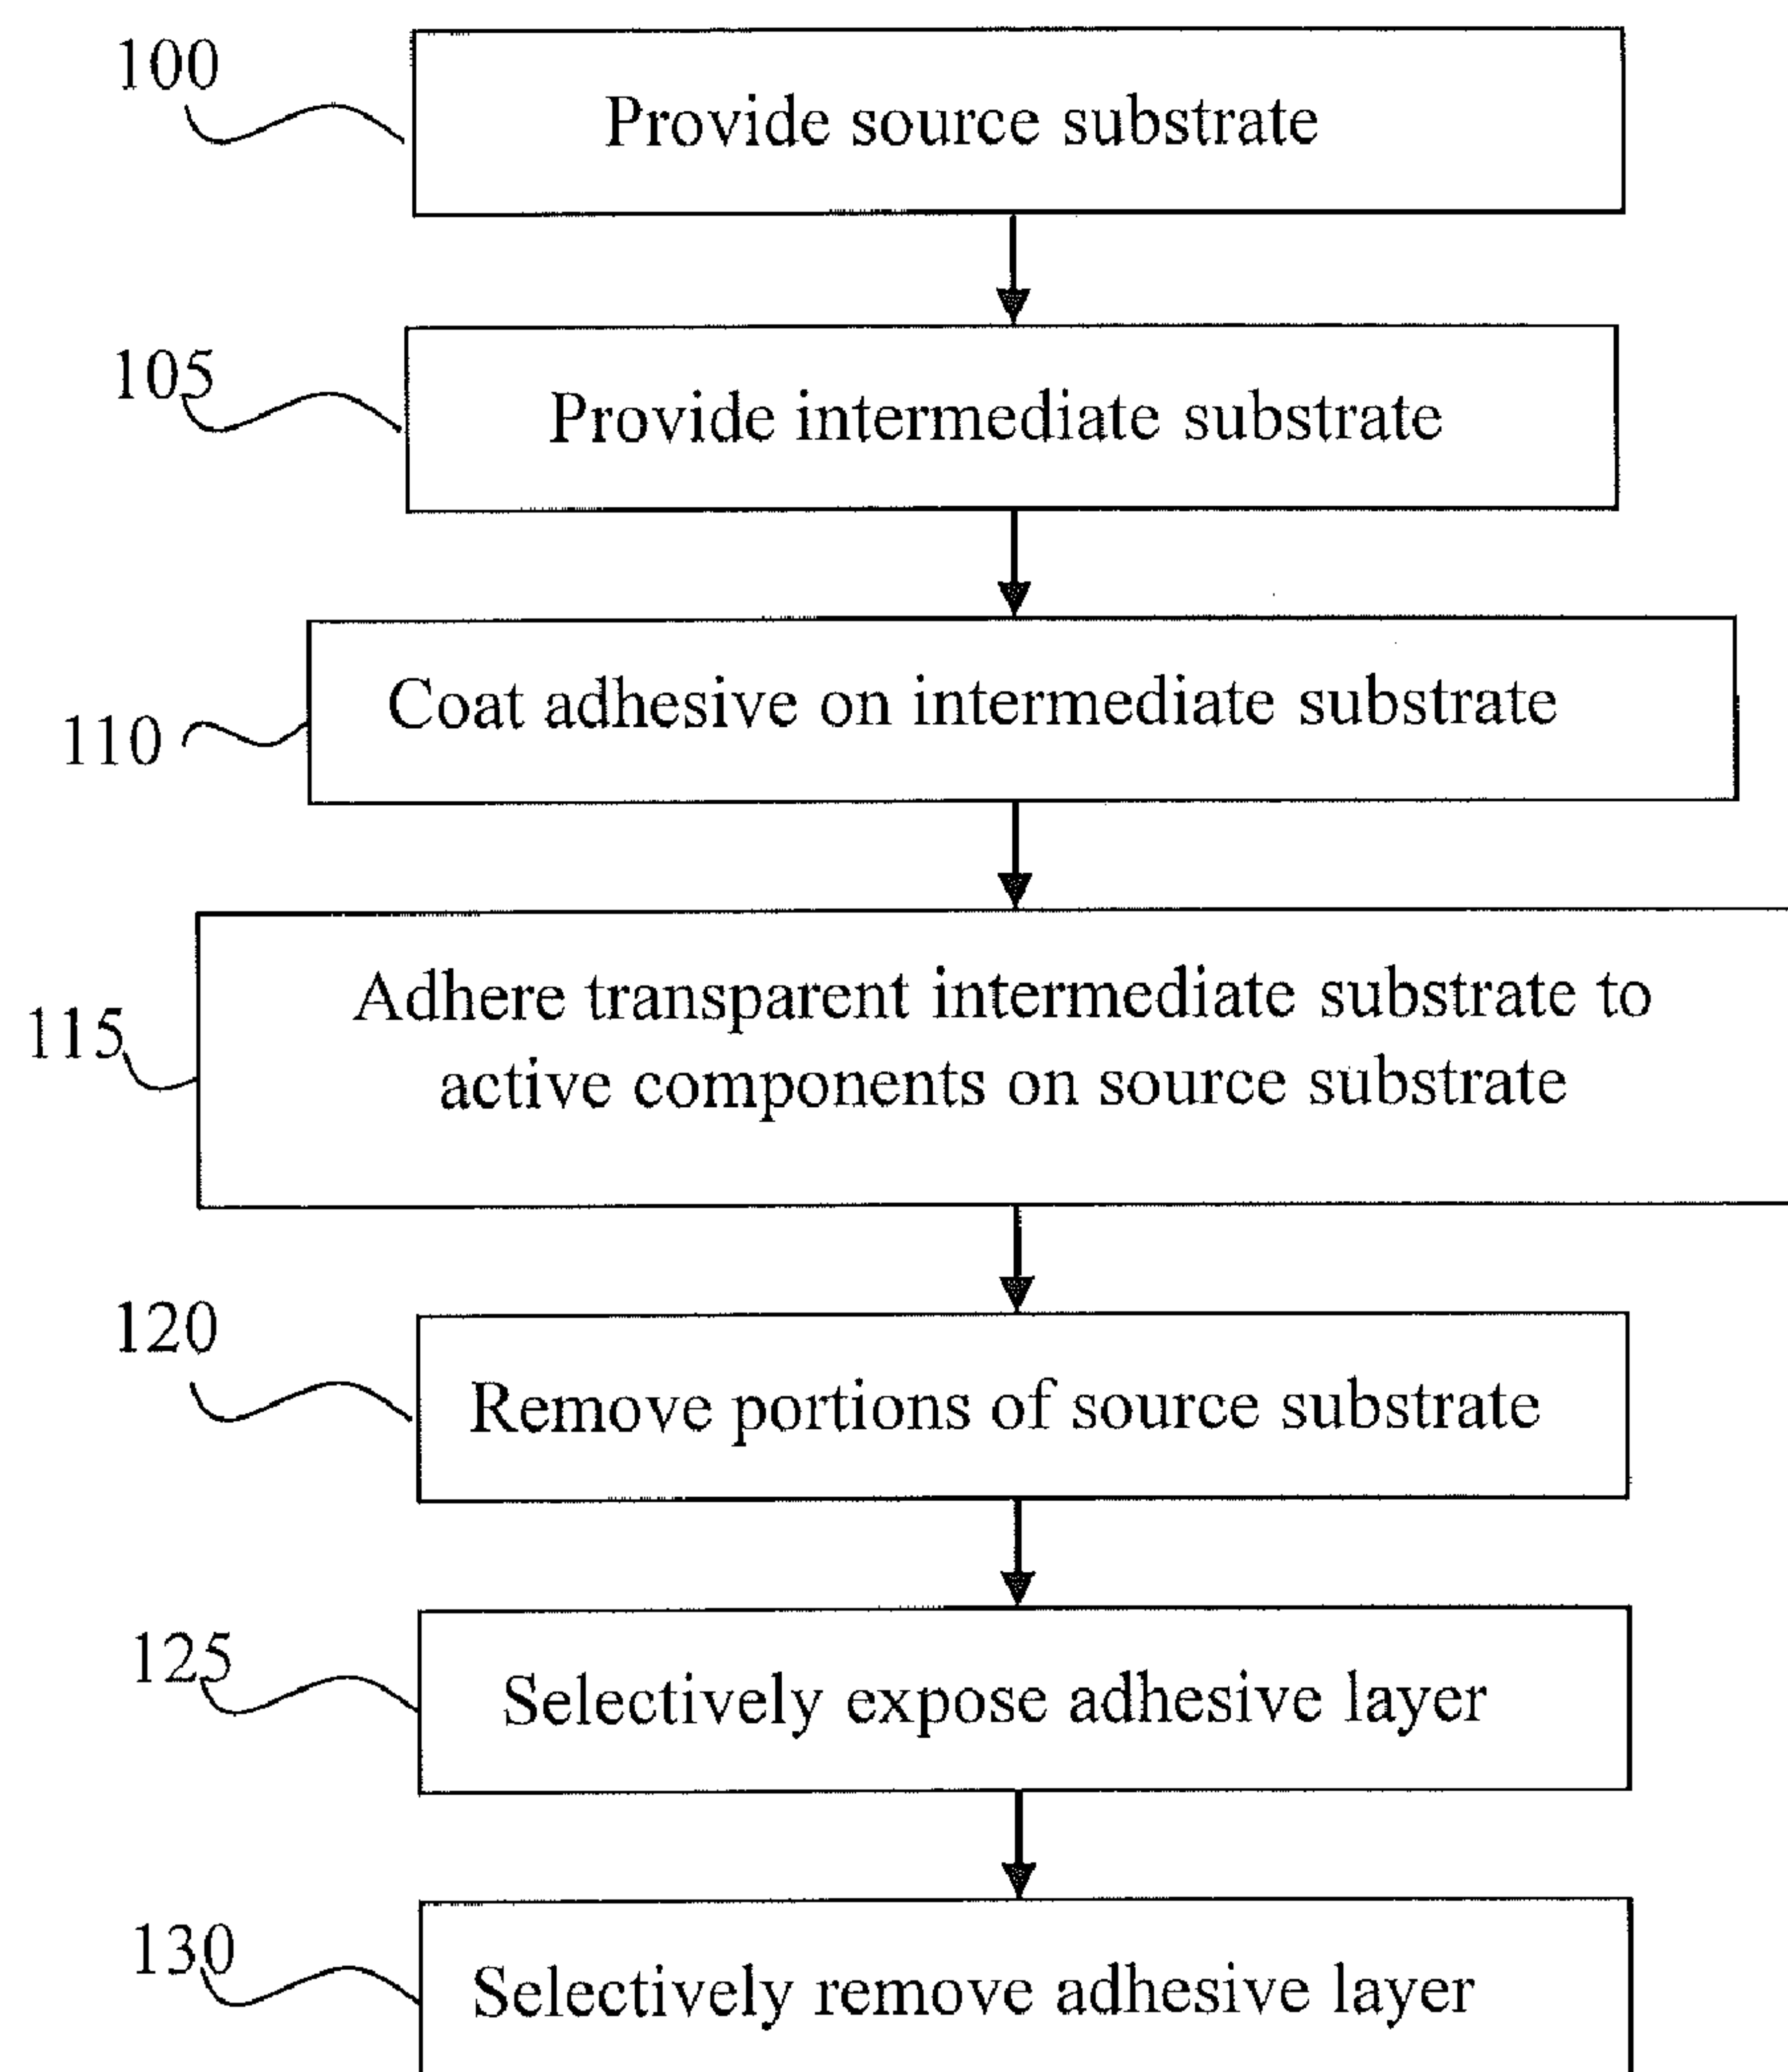 100
Provide source substrate
105
Provide intermediate substrate
Coat adhesive on intermediate substrate
110
Adhere transparent intermediate substrate to
115
active components on source substrate
120
Remove portions of source substrate
125
Selectively expose adhesive layer
130
Selectively remove adhesive layer